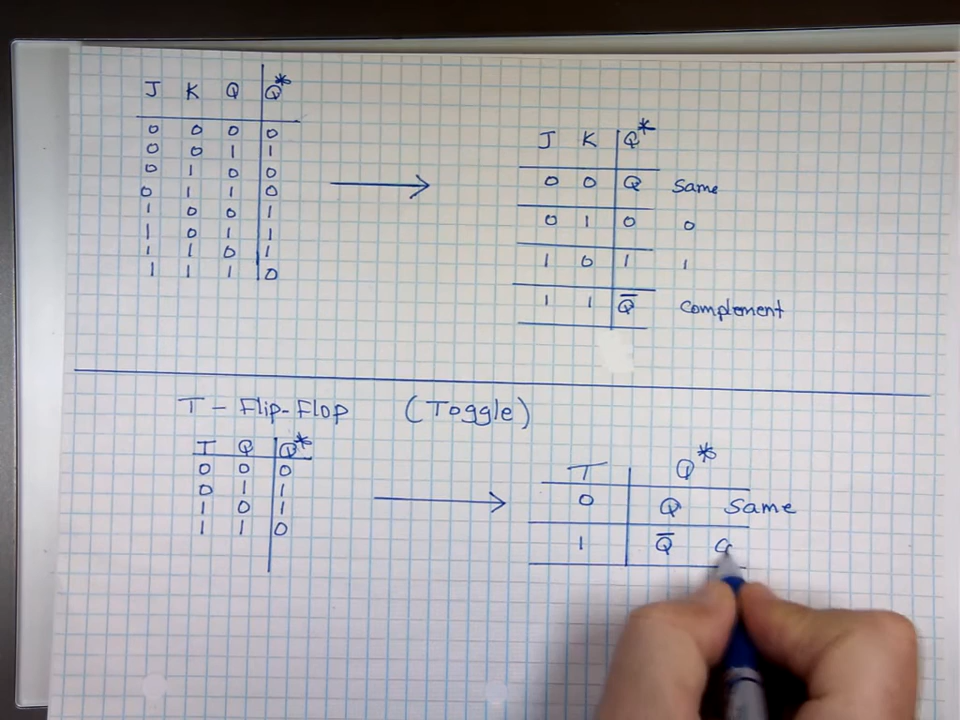 J K Q Q*
0 0 0 0
0 0 1 1
0 1 0 0
0 1 1 0
1 0 0 1
1 0 1 1
1 1 0 1
1 1 1 0
J K Q*
0 0 Q Same
0 1 0 0
1 0 1 1
1 1 Q̅ Complement
T - Flip-Flop (Toggle)
T Q Q*
0 0 0
0 1 1
1 0 1
1 1 0
T Q*
0 Q Same
1 Q̅ C